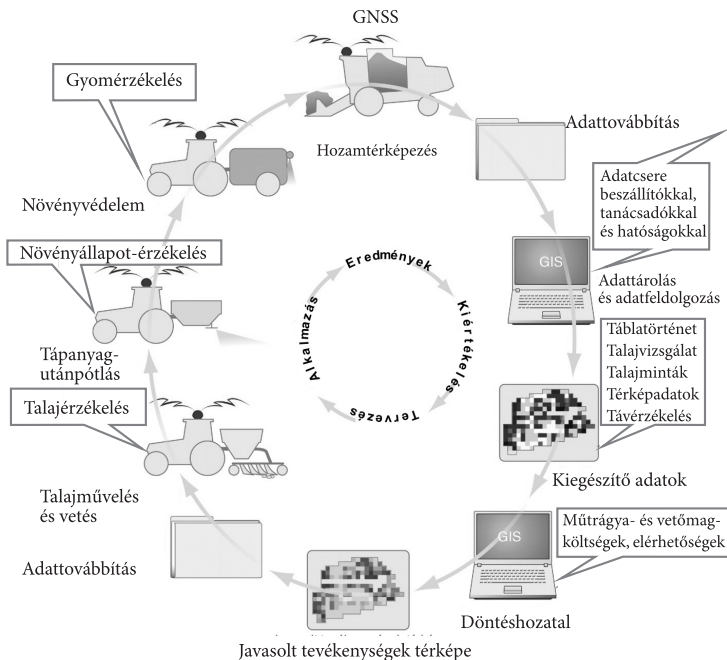 GNSS
Gyomérzékelés
Hozamtérképezés
Adattovábbítás
Adatcsere
beszállítókkal,
tanácsadókkal
és hatóságokkal
Növényvédelem
Növényállapot-érzékelés
GIS
Adattárolás
és adatfeldolgozás
Eredmények
Kiértékelés
Tervezés
Alkalmazás
Táblatörténet
Talajvizsgálat
Talajminták
Térképadatok
Távérzékelés
Tápanyag-
utánpótlás
Talajérzékelés
Kiegészítő adatok
Talajművelés
és vetés
Műtrágya- és vetőmag-
költségek, elérhetőségek
GIS
Adattovábbítás
Döntéshozatal
Javasolt tevékenységek térképe